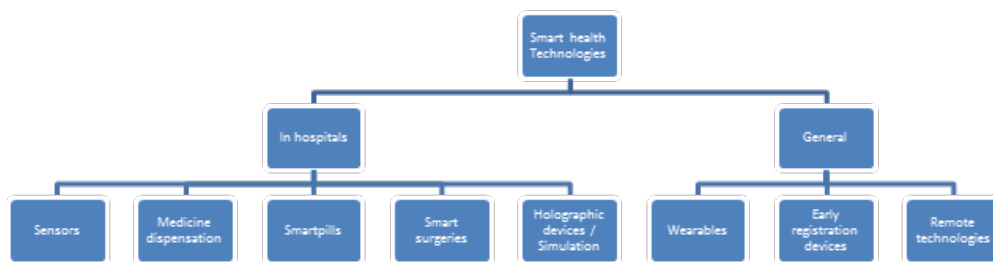 Smart health
Technologies
In hospitals
General
Sensors
Medicine
dispensation
Smartpills
Smart
surgeries
Holographic
devices /
Simulation
Wearables
Early
registration
devices
Remote
technologies